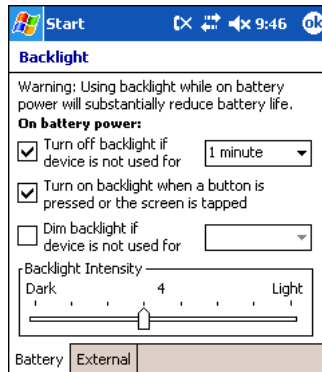 Start 9:46 ok
Backlight
Warning: Using backlight while on battery
power will substantially reduce battery life.
On battery power:
Turn off backlight if
device is not used for 1 minute
Turn on backlight when a button is
pressed or the screen is tapped
Dim backlight if
device is not used for
Backlight Intensity
Dark 4 Light
Battery External